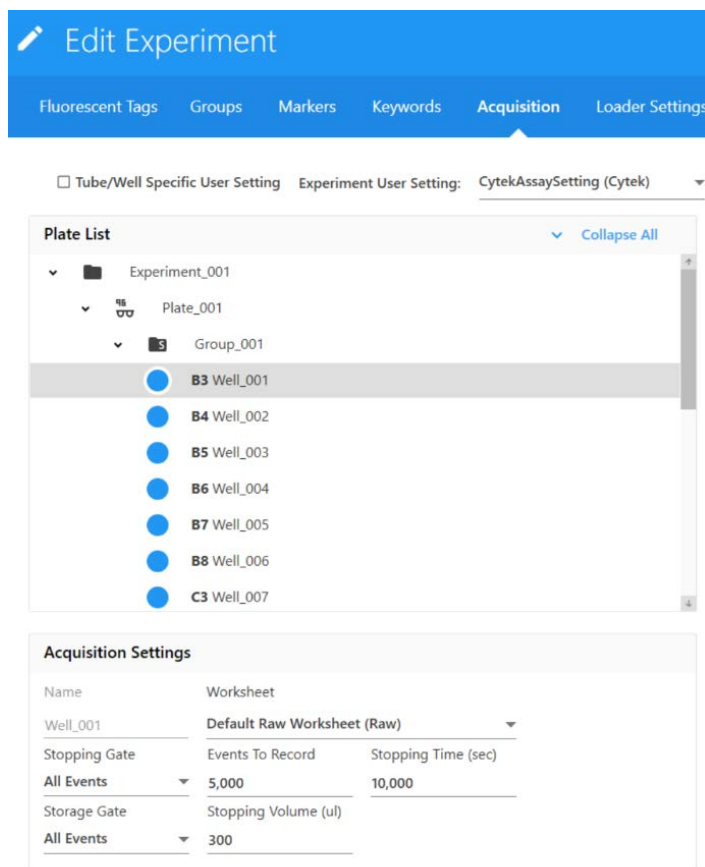 Edit Experiment
Fluorescent Tags Groups Markers Keywords Acquisition Loader Settings
Tube/Well Specific User Setting Experiment User Setting: CytekAssaySetting (Cytek)
Plate List Collapse All
Experiment_001
96 Plate_001
S Group_001
B3 Well_001
B4 Well_002
B5 Well_003
B6 Well_004
B7 Well_005
B8 Well_006
C3 Well_007
Acquisition Settings
Name Worksheet
Well_001 Default Raw Worksheet (Raw)
Stopping Gate Events To Record Stopping Time (sec)
All Events 5,000 10,000
Storage Gate Stopping Volume (ul)
All Events 300